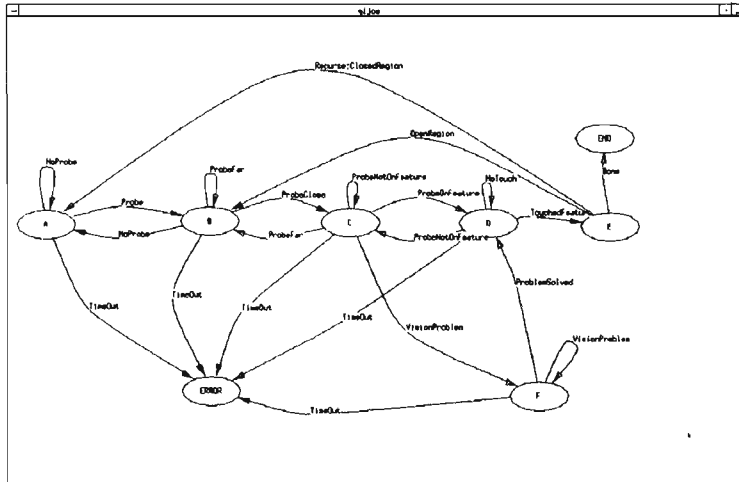 Recurse:ClosedRegion
OpenRegion
END
NoProbe
ProbeFar
ProbeNotOnFeature
NoTouch
Done
Probe
ProbeClose
ProbeOnFeature
TouchedFeature
A
B
C
D
E
NoProbe
ProbeFar
ProbeNotOnFeature
ProblemSolved
TimeOut
TimeOut
TimeOut
TimeOut
VisionProblem
VisionProblem
ERROR
F
TimeOut